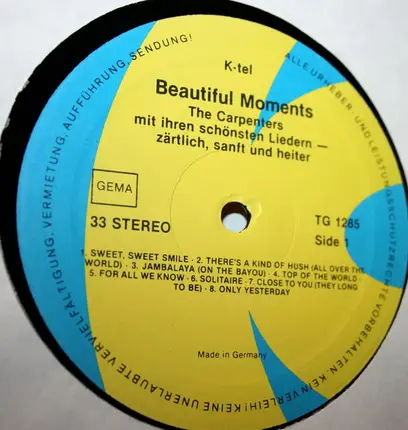 K-tel
Beautiful Moments
The Carpenters
mit ihren schönsten Liedern —
zärtlich, sanft und heiter
GEMA
33 STEREO
TG 1285
Side 1
1. SWEET, SWEET SMILE · 2. THERE'S A KIND OF HUSH (ALL OVER THE
WORLD) · 3. JAMBALAYA (ON THE BAYOU) · 4. TOP OF THE WORLD
5. FOR ALL WE KNOW · 6. SOLITAIRE · 7. CLOSE TO YOU (THEY LONG
TO BE) · 8. ONLY YESTERDAY
Made in Germany
ALLE URHEBER- UND LEISTUNGSSCHUTZRECHTE VORBEHALTEN. KEIN VERLEIH! KEINE UNERLAUBTE VERVIELFÄLTIGUNG, VERMIETUNG, AUFFÜHRUNG, SENDUNG!